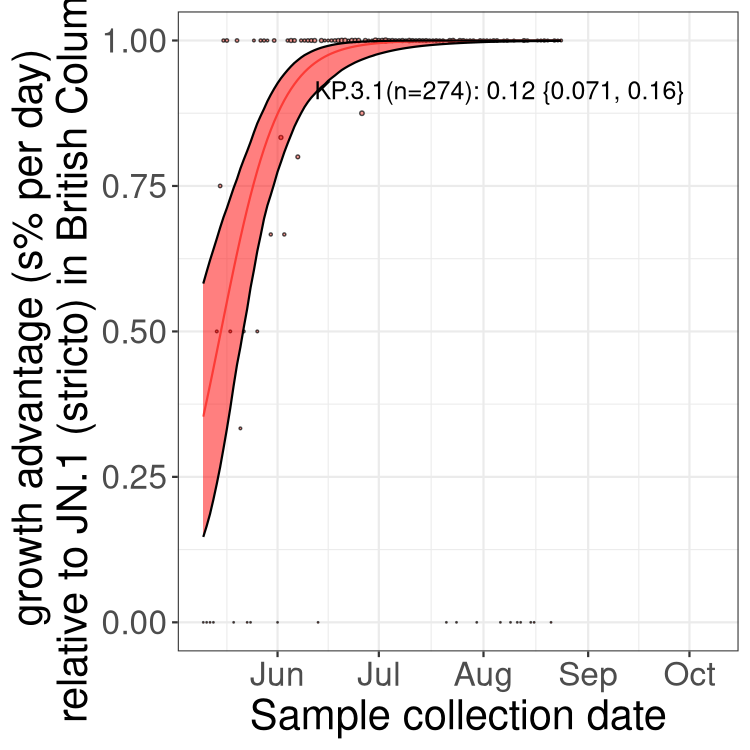 growth advantage (s% per day)
relative to JN.1 (stricto) in British Colum
1.00
0.75
0.50
0.25
0.00
KP.3.1(n=274): 0.12 {0.071, 0.16}
Jun Jul Aug Sep Oct
Sample collection date